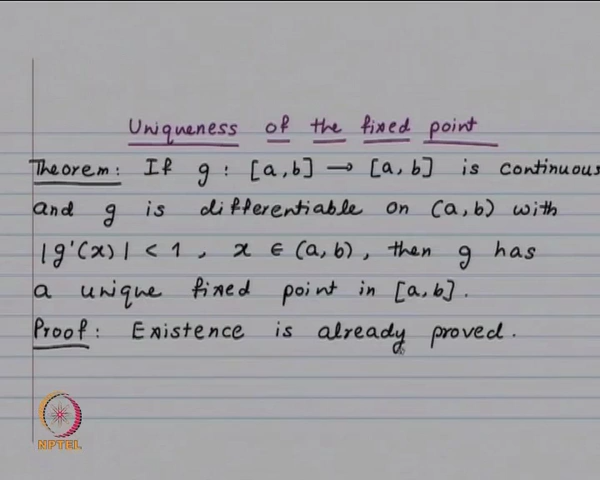 Uniqueness of the fixed point
Theorem: If g : [a,b] → [a,b] is continuous
and g is differentiable on (a,b) with
|g'(x)| < 1 , x ∈ (a,b), then g has
a unique fixed point in [a,b].
Proof: Existence is already proved.
NPTEL